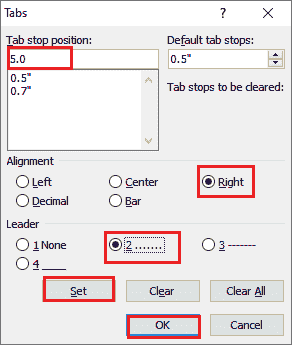 Tabs
Tab stop position:
Default tab stops:
5.0
0.5"
0.5"
0.7"
Tab stops to be cleared:
Alignment
Left
Center
Right
Decimal
Bar
Leader
1 None
2 .......
3 -------
4 ___
Set
Clear
Clear All
OK
Cancel